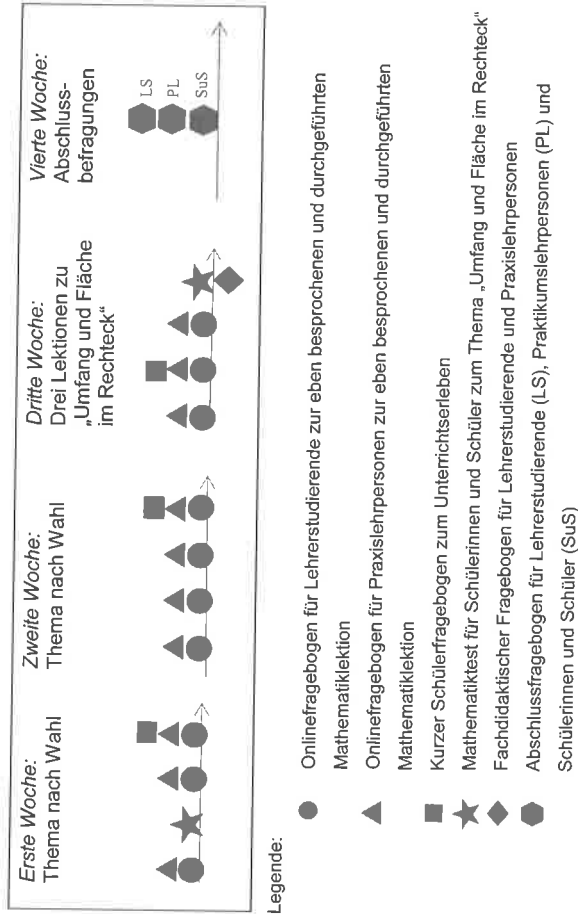 Erste Woche:
Thema nach Wahl
Zweite Woche:
Thema nach Wahl
Dritte Woche:
Drei Lektionen zu
„Umfang und Fläche
im Rechteck“
Vierte Woche:
Abschluss-
befragungen
LS
PL
SuS
Legende:
Onlinefragebogen für Lehrerstudierende zur eben besprochenen und durchgeführten
Mathematiklektion
Onlinefragebogen für Praxislehrpersonen zur eben besprochenen und durchgeführten
Mathematiklektion
Kurzer Schülerfragebogen zum Unterrichtserleben
Mathematiktest für Schülerinnen und Schüler zum Thema „Umfang und Fläche im Rechteck“
Fachdidaktischer Fragebogen für Lehrerstudierende und Praxislehrpersonen
Abschlussfragebogen für Lehrerstudierende (LS), Praktikumslehrpersonen (PL) und
Schülerinnen und Schüler (SuS)